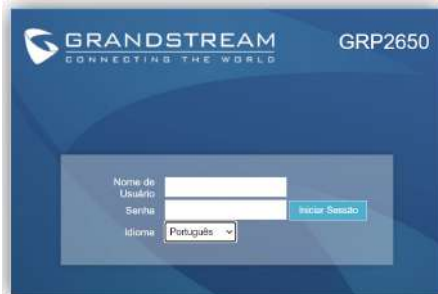 GRANDSTREAM
CONNECTING THE WORLD
GRP2650
Nome de
Usuário
Senha
Iniciar Sessão
Idioma
Português